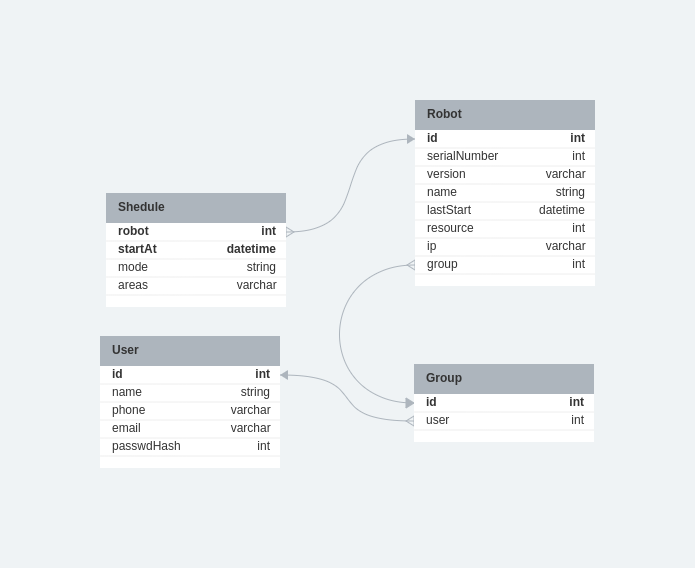 Robot
id int
serialNumber int
version varchar
name string
lastStart datetime
resource int
ip varchar
group int
Shedule
robot int
startAt datetime
mode string
areas varchar
User
id int
name string
phone varchar
email varchar
passwdHash int
Group
id int
user int